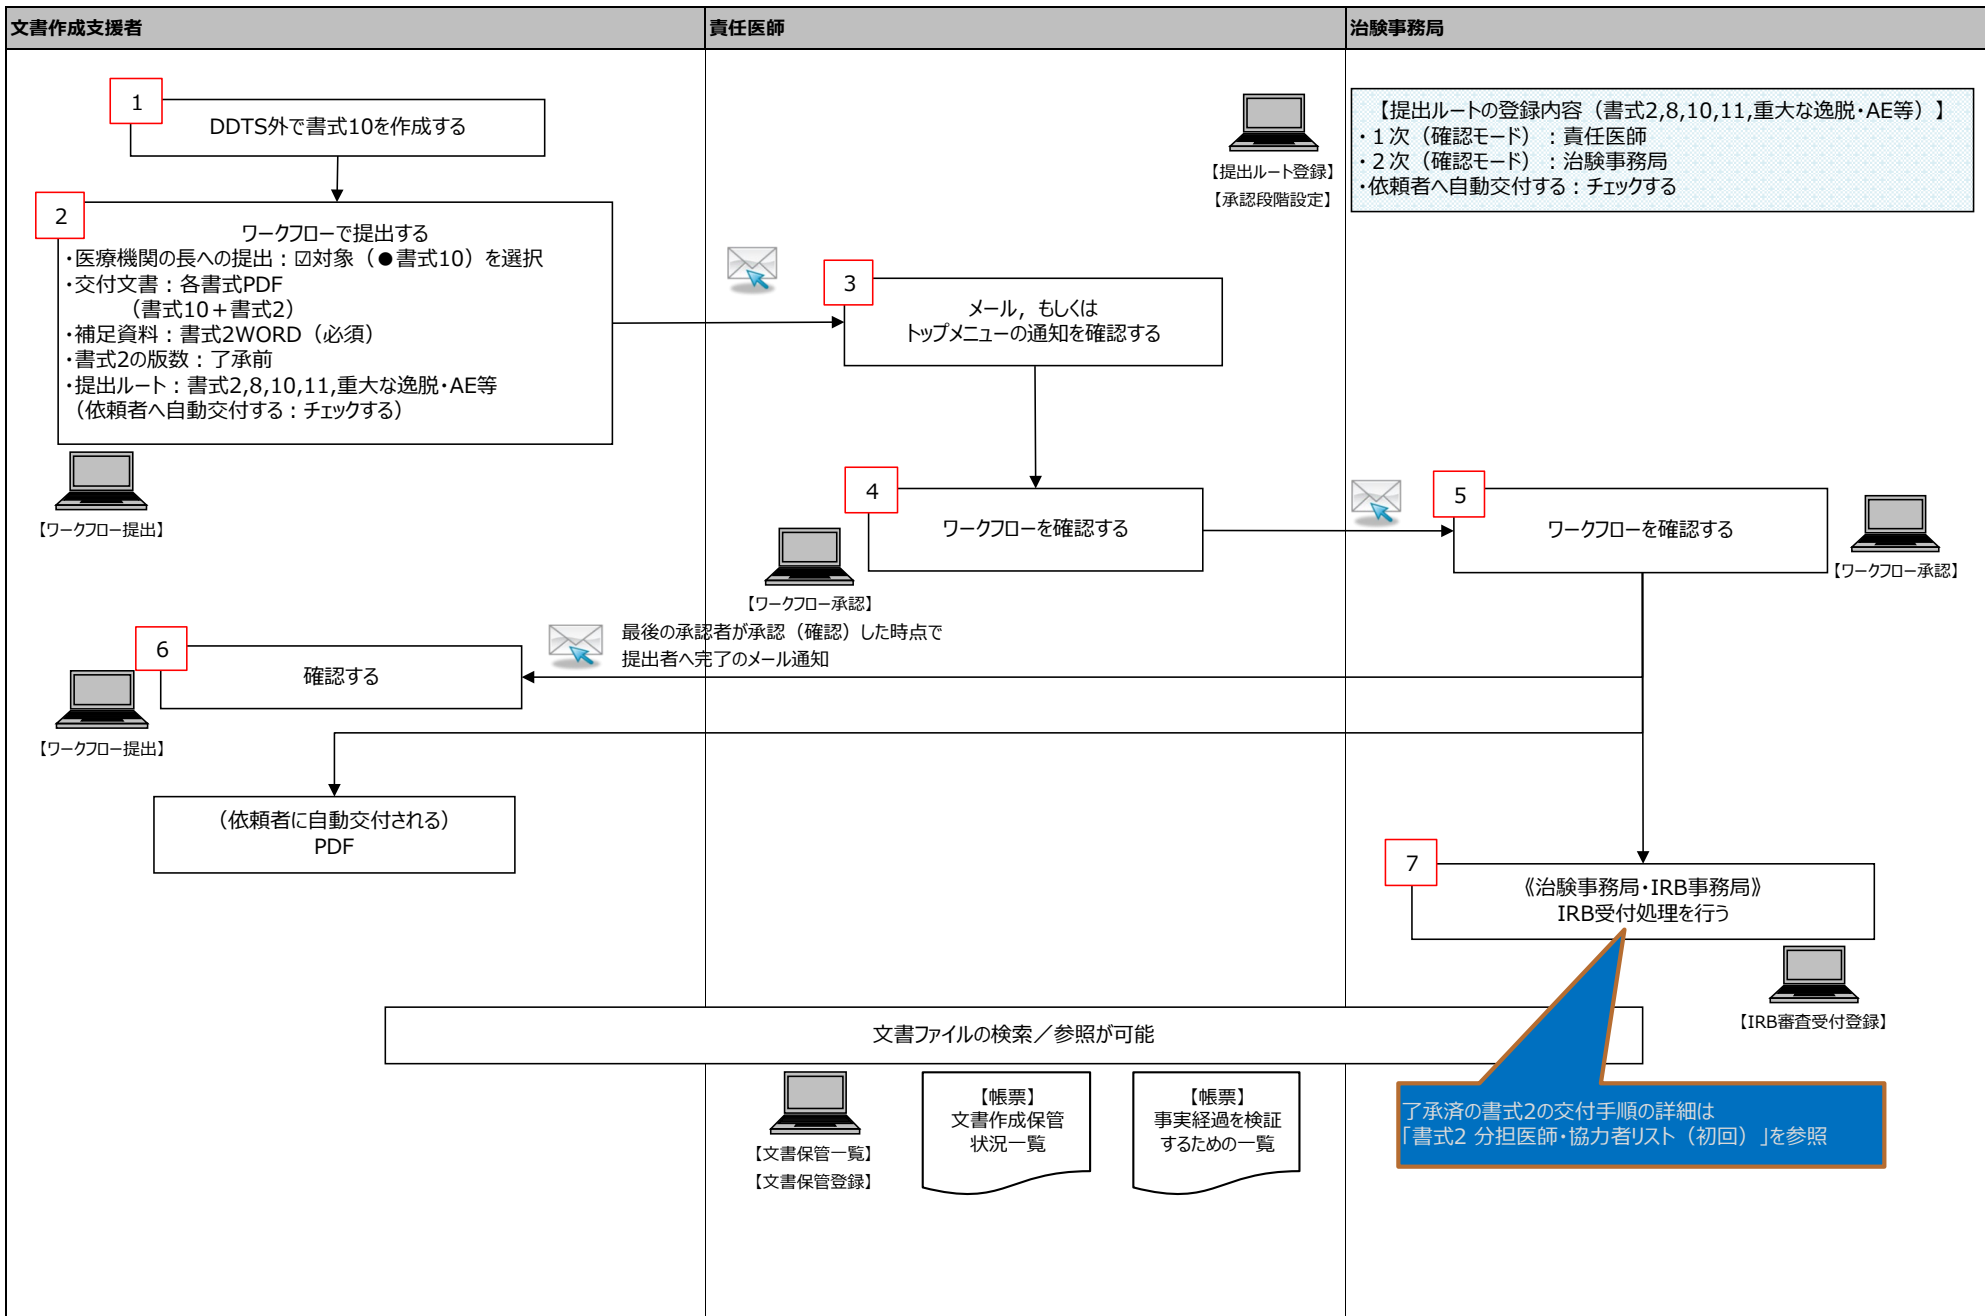 文書作成支援者
責任医師
治験事務局
1
DDTS外で書式10を作成する
【提出ルート登録】
【承認段階設定】
【提出ルートの登録内容（書式2,8,10,11,重大な逸脱・AE等）】
・１次（確認モード）：責任医師
・２次（確認モード）：治験事務局
・依頼者へ自動交付する：チェックする
2
ワークフローで提出する
・医療機関の長への提出：☑対象（●書式10）を選択
・交付文書：各書式PDF
（書式10＋書式2）
・補足資料：書式2WORD（必須）
・書式2の版数：了承前
・提出ルート：書式2,8,10,11,重大な逸脱・AE等
（依頼者へ自動交付する：チェックする）
【ワークフロー提出】
3
メール，もしくは
トップメニューの通知を確認する
4
ワークフローを確認する
【ワークフロー承認】
5
ワークフローを確認する
【ワークフロー承認】
6
確認する
【ワークフロー提出】
最後の承認者が承認（確認）した時点で
提出者へ完了のメール通知
（依頼者に自動交付される）
PDF
7
《治験事務局・IRB事務局》
IRB受付処理を行う
【IRB審査受付登録】
文書ファイルの検索／参照が可能
【文書保管一覧】
【文書保管登録】
【帳票】
文書作成保管
状況一覧
【帳票】
事実経過を検証
するための一覧
了承済の書式2の交付手順の詳細は
「書式2 分担医師・協力者リスト（初回）」を参照